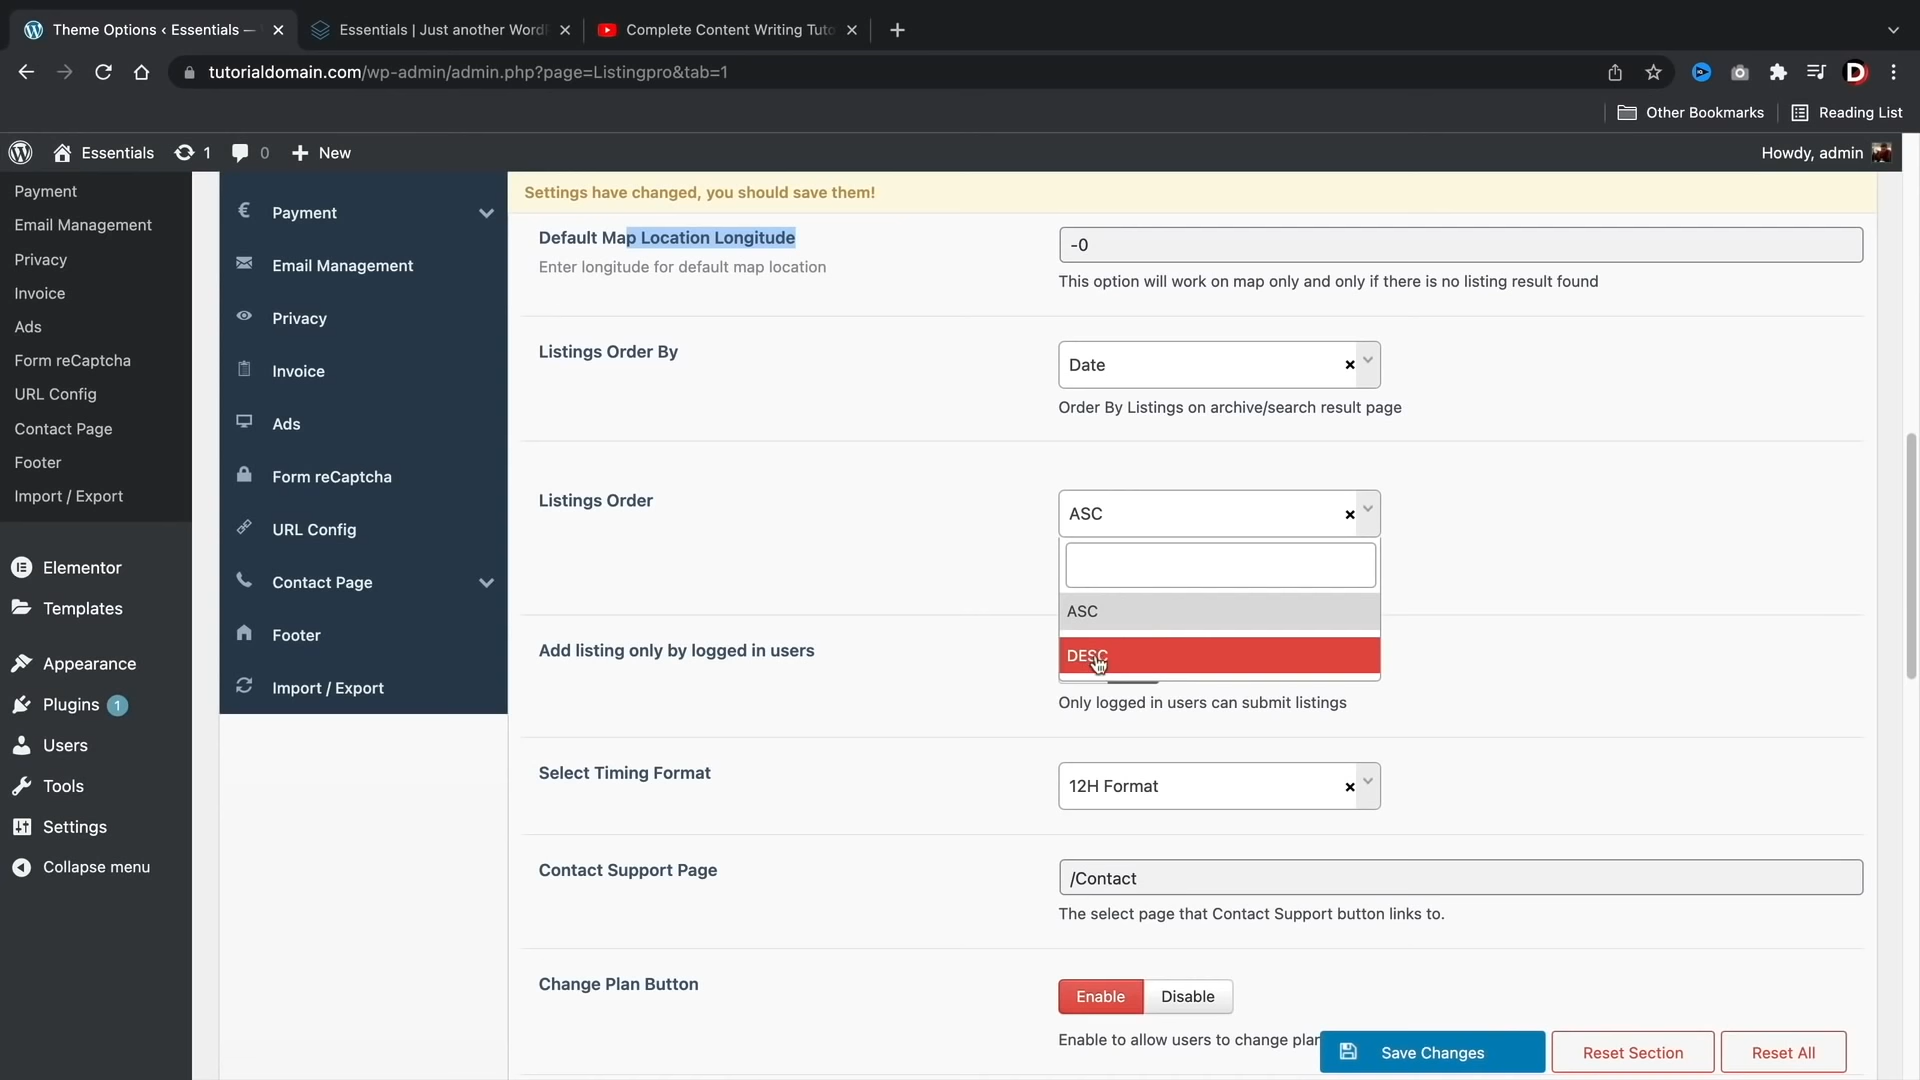 Theme Options ‹ Essentials —
Essentials | Just another Word
Complete Content Writing Tuto
tutorialdomain.com/wp-admin/admin.php?page=Listingpro&tab=1
Other Bookmarks
Reading List
Essentials
1
0
New
Howdy, admin
Payment
Email Management
Privacy
Invoice
Ads
Form reCaptcha
URL Config
Contact Page
Footer
Import / Export
Elementor
Templates
Appearance
Plugins 1
Users
Tools
Settings
Collapse menu
Payment
Email Management
Privacy
Invoice
Ads
Form reCaptcha
URL Config
Contact Page
Footer
Import / Export
Settings have changed, you should save them!
Default Map Location Longitude
Enter longitude for default map location
-0
This option will work on map only and only if there is no listing result found
Listings Order By
Date
Order By Listings on archive/search result page
Listings Order
ASC
ASC
DESC
Add listing only by logged in users
Only logged in users can submit listings
Select Timing Format
12H Format
Contact Support Page
/Contact
The select page that Contact Support button links to.
Change Plan Button
Enable
Disable
Enable to allow users to change plan
Save Changes
Reset Section
Reset All